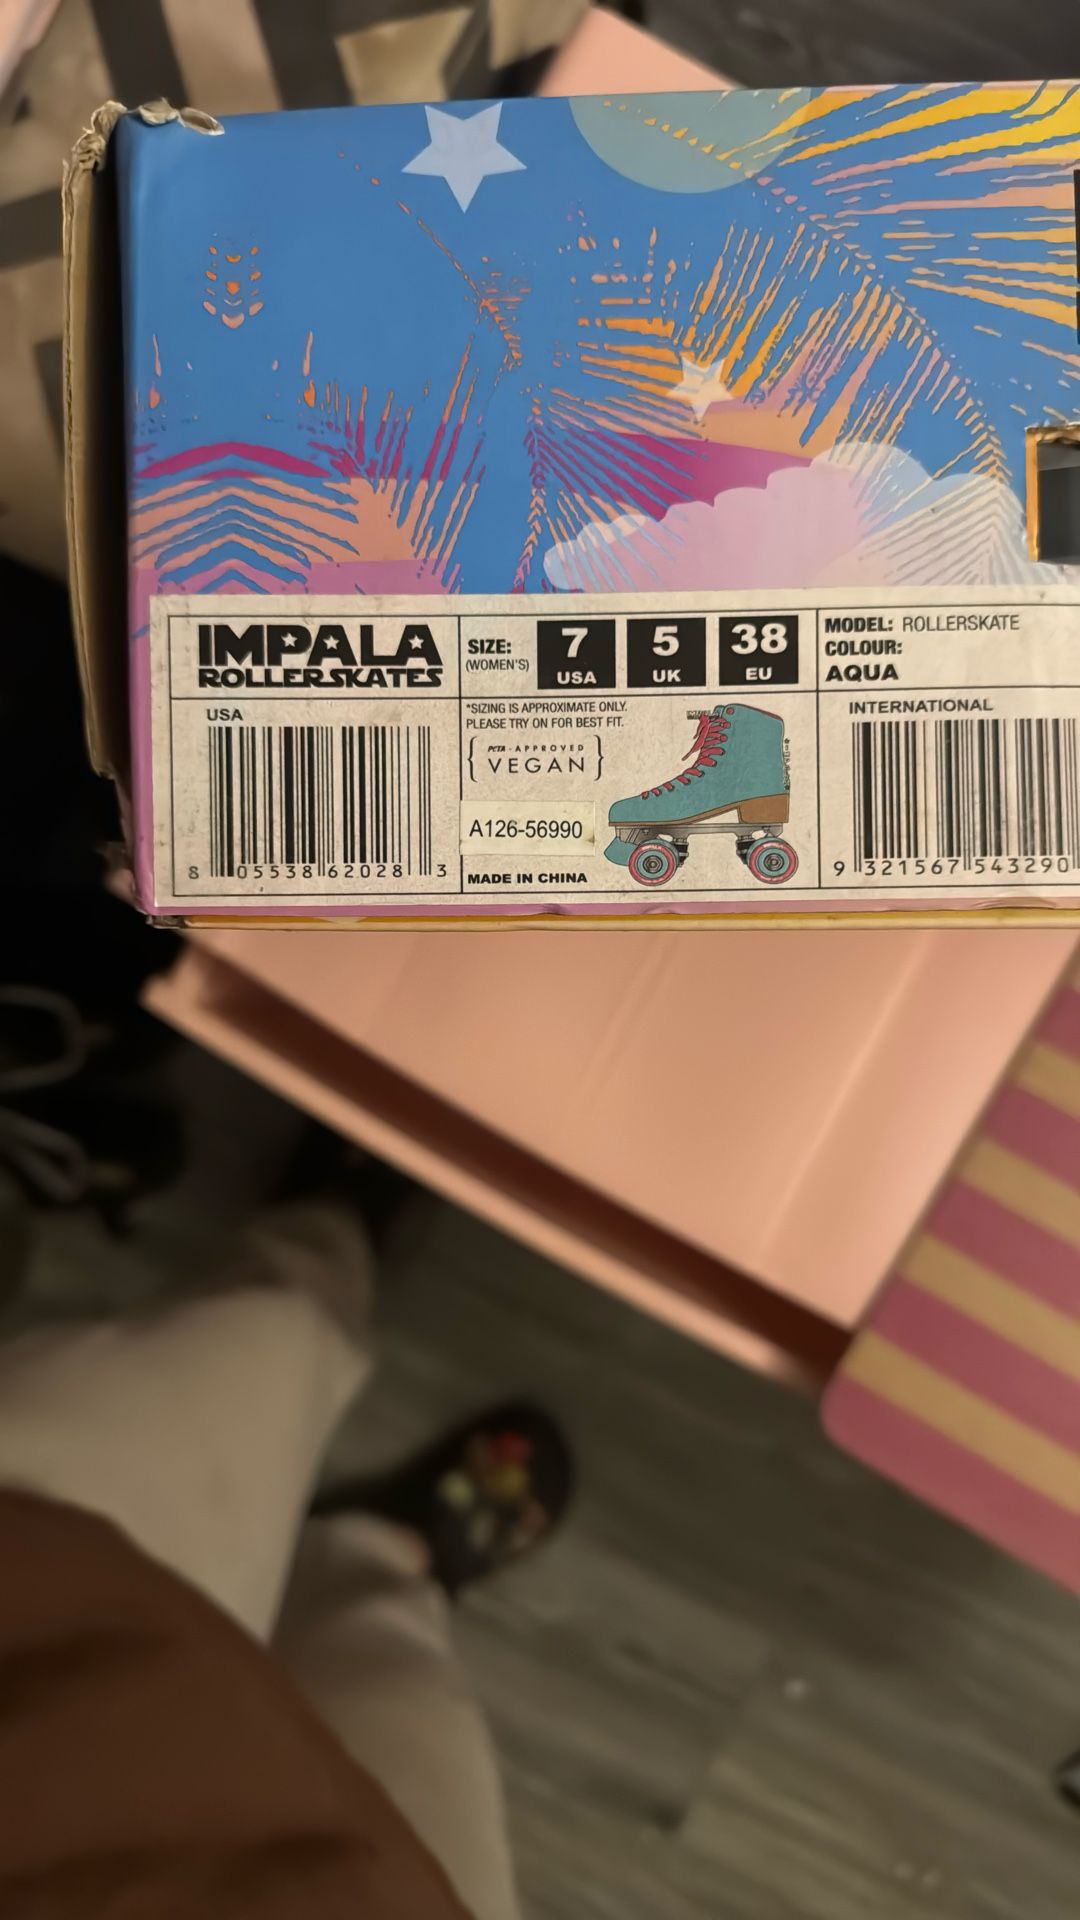 IMPALA
ROLLERSKATES
SIZE:
(WOMEN'S)
7
USA
5
UK
38
EU
MODEL: ROLLERSKATE
COLOUR:
AQUA
USA
8 05538 62028 3
*SIZING IS APPROXIMATE ONLY.
PLEASE TRY ON FOR BEST FIT.
PETA-APPROVED
VEGAN
A126-56990
MADE IN CHINA
IMPALA
INTERNATIONAL
9 321567 543290